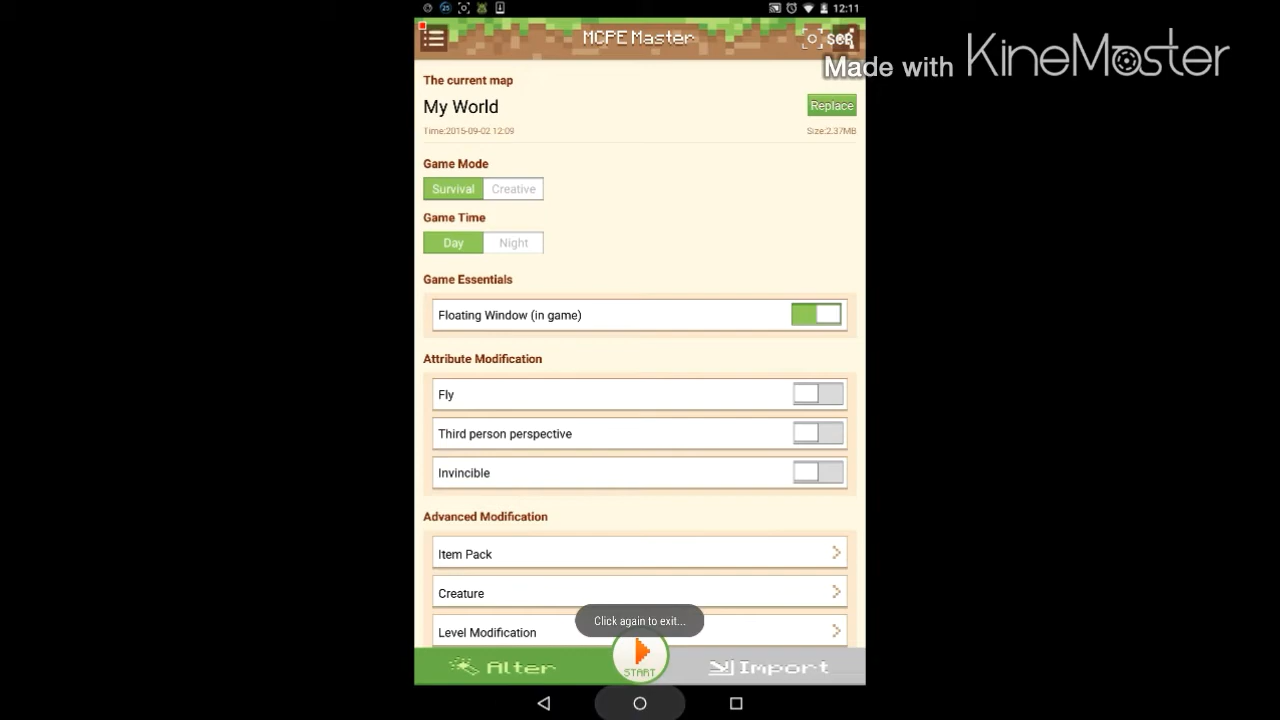 12:11
MCPE Master
Made with KineMaster
The current map
My World
Replace
Time:2015-09-02 12:09
Size:2.37MB
Game Mode
Survival
Creative
Game Time
Day
Night
Game Essentials
Floating Window (in game)
Attribute Modification
Fly
Third person perspective
Invincible
Advanced Modification
Item Pack
Creature
Click again to exit...
Level Modification
Alter
START
Import